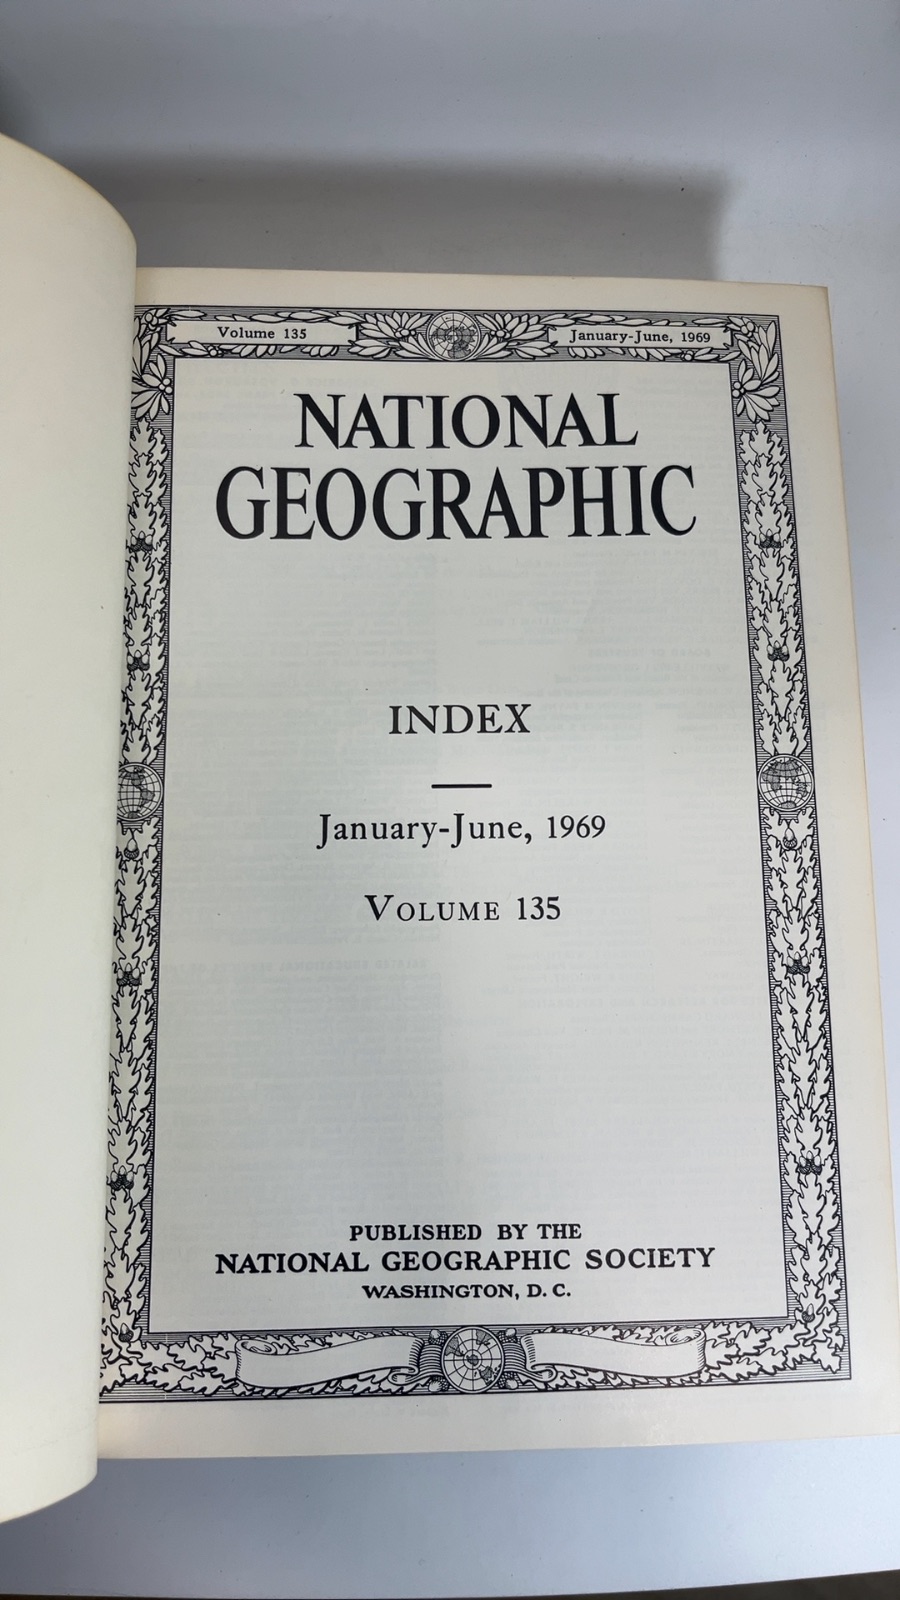 Volume 135
January-June, 1969
NATIONAL
GEOGRAPHIC
INDEX
January-June, 1969
VOLUME 135
PUBLISHED BY THE
NATIONAL GEOGRAPHIC SOCIETY
WASHINGTON, D. C.